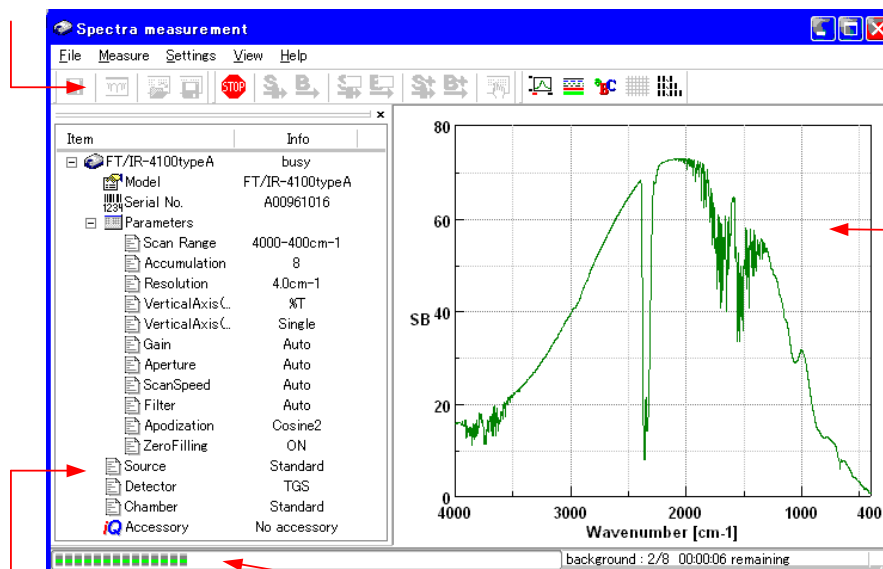 Spectra measurement
File Measure Settings View Help
STOP S B S B S B BC
Item Info
FT/IR-4100typeA busy
Model FT/IR-4100typeA
1234 Serial No. A00961016
Parameters
Scan Range 4000-400cm-1
Accumulation 8
Resolution 4.0cm-1
VerticalAxis(.. %T
VerticalAxis(.. Single
Gain Auto
Aperture Auto
ScanSpeed Auto
Filter Auto
Apodization Cosine2
ZeroFilling ON
Source Standard
Detector TGS
Chamber Standard
iQ Accessory No accessory
80
60
SB 40
20
0
4000 3000 2000 1000 400
Wavenumber [cm-1]
background : 2/8 00:00:06 remaining